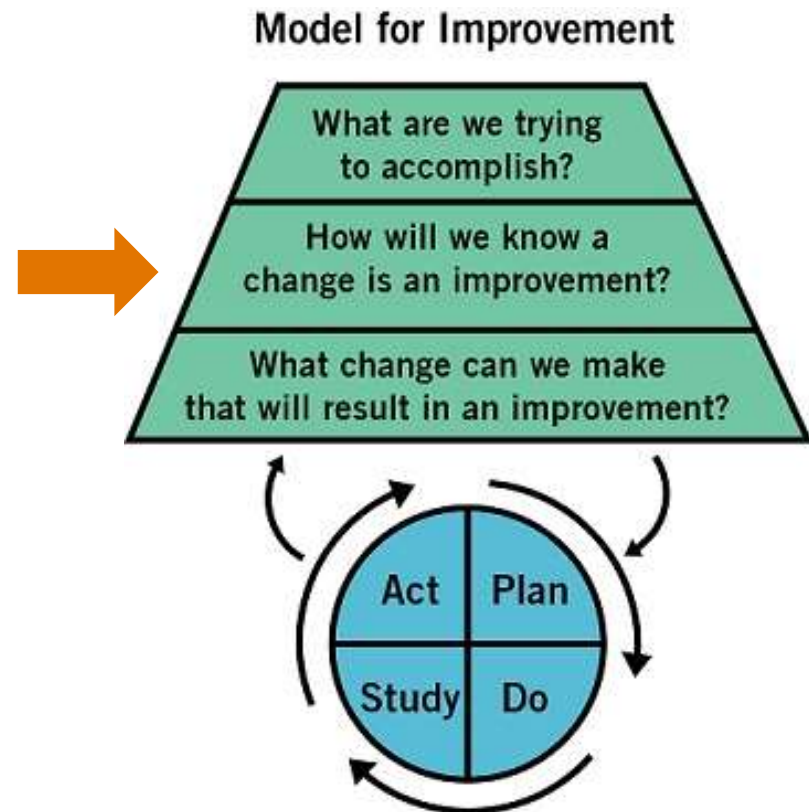 Model for Improvement
What are we trying
to accomplish?
How will we know a
change is an improvement?
What change can we make
that will result in an improvement?
Act
Plan
Study
Do